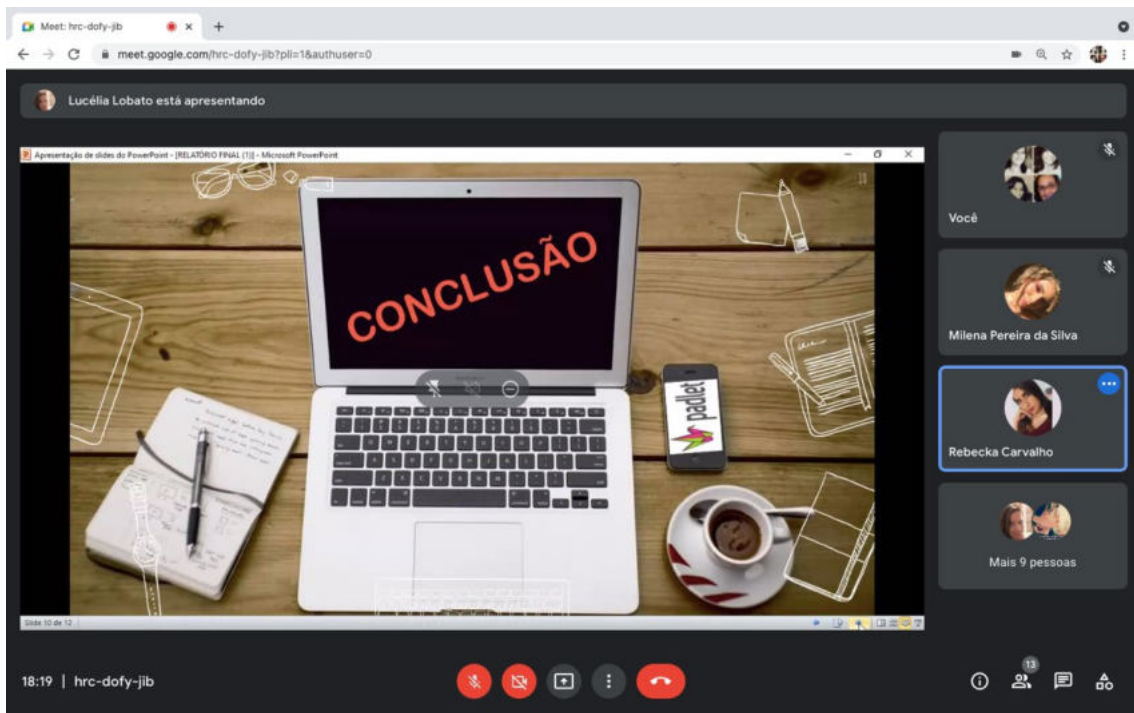 Meet: hrc-dofy-jib
meet.google.com/hrc-dofy-jib?pli=1&authuser=0
Lucélia Lobato está apresentando
Apresentação de slides do PowerPoint - [RELATÓRIO FINAL (1)] - Microsoft PowerPoint
CONCLUSÃO
padlet
Você
Milena Pereira da Silva
Rebecka Carvalho
Mais 9 pessoas
Slide 10 de 12
18:19 | hrc-dofy-jib
13